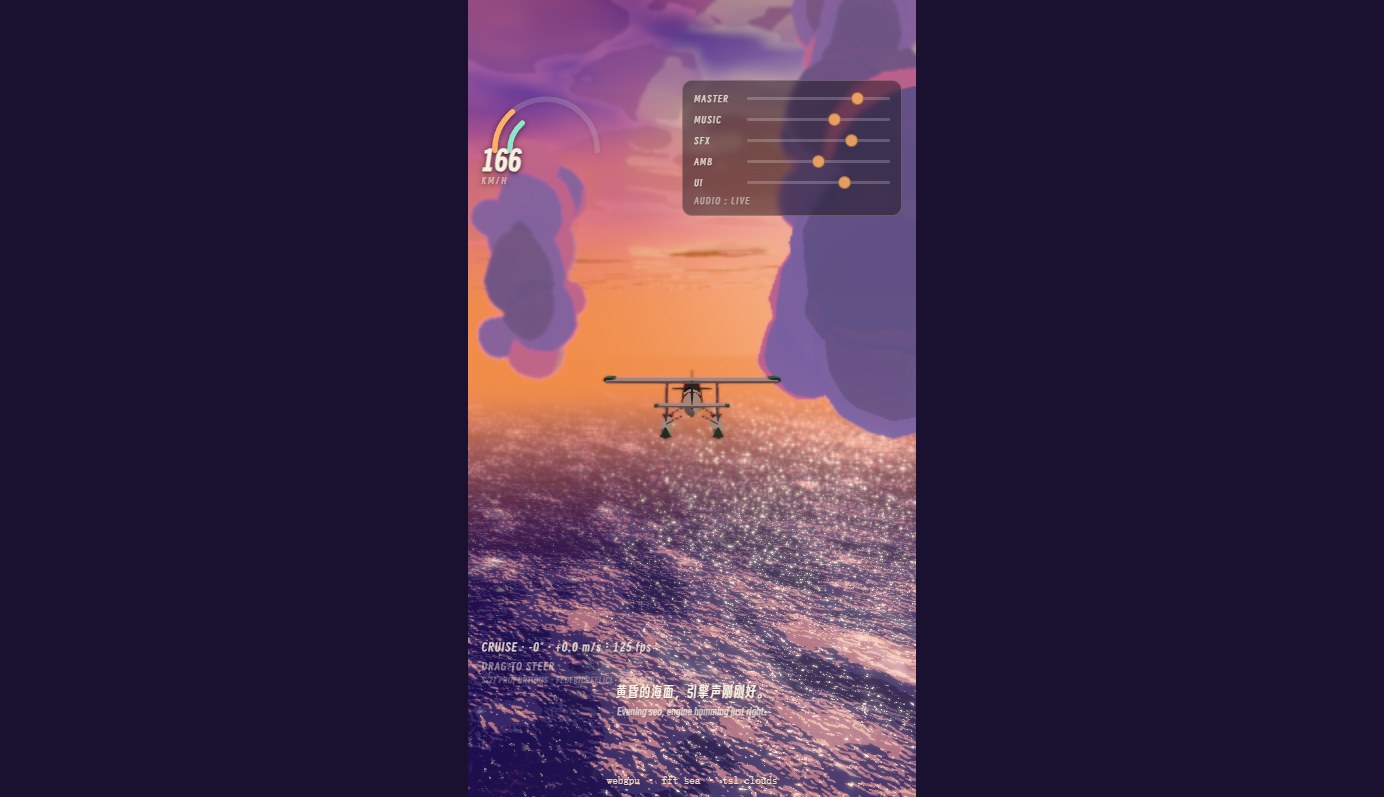 MASTER
MUSIC
SFX
AMB
UI
AUDIO : LIVE
166
KM/H
CRUISE · -0° · +0.0 m/s · 125 fps
DRAG TO STEER
黄昏的海面，引擎声刚刚好。
Evening sea, engine humming just right.
webgpu · fft sea · tsl clouds